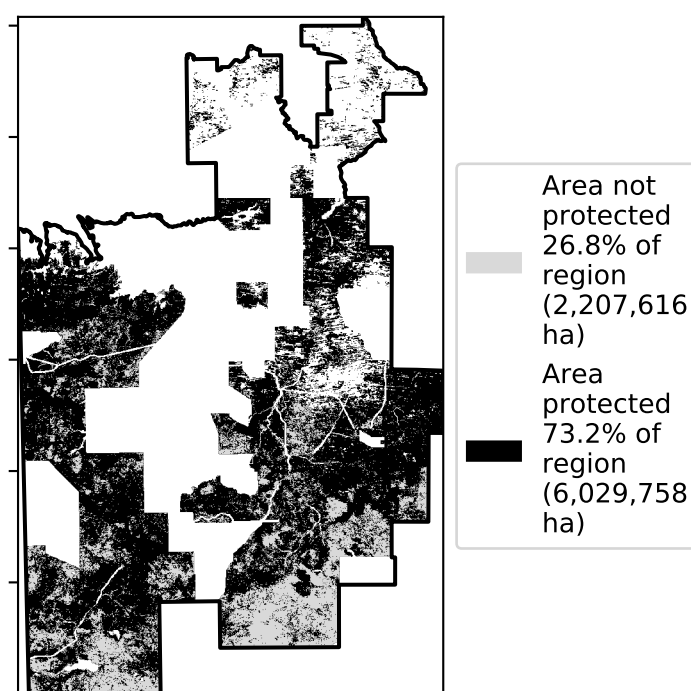 Area not
protected
26.8% of
region
(2,207,616
ha)
Area
protected
73.2% of
region
(6,029,758
ha)